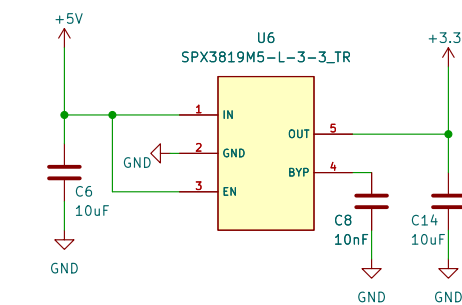 +5V
U6
SPX3819M5-L-3-3_TR
+3.3
1 IN
OUT 5
2 GND
GND
BYP 4
3 EN
C6
10uF
C8
10nF
C14
10uF
GND
GND
GND